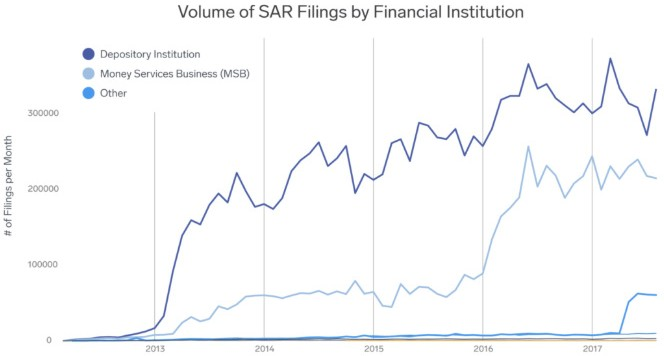 Volume of SAR Filings by Financial Institution
Depository Institution
Money Services Business (MSB)
Other
# of Filings per Month
300000
200000
100000
0
2013
2014
2015
2016
2017